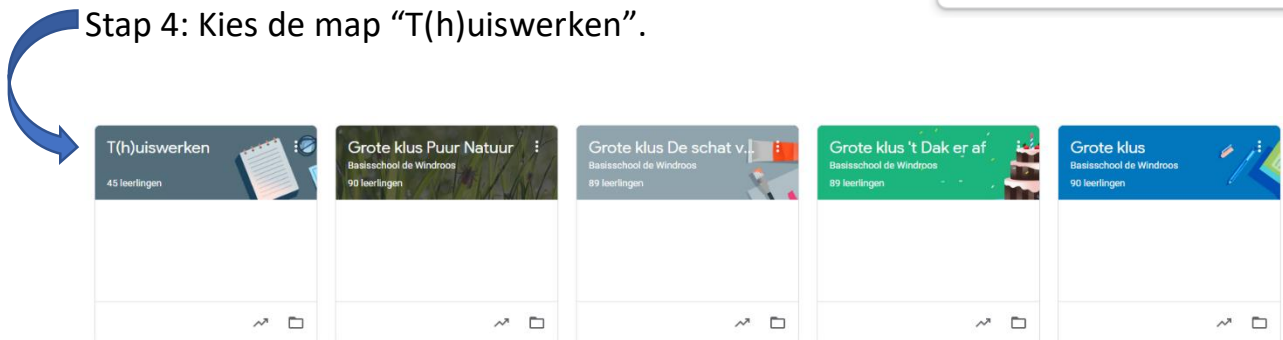 Stap 4: Kies de map “T(h)uiswerken”.
T(h)uiswerken
45 leerlingen
Grote klus Puur Natuur
Basisschool de Windroos
90 leerlingen
Grote klus De schat v...
Basisschool de Windroos
89 leerlingen
Grote klus 't Dak er af
Basisschool de Windroos
89 leerlingen
Grote klus
Basisschool de Windroos
90 leerlingen